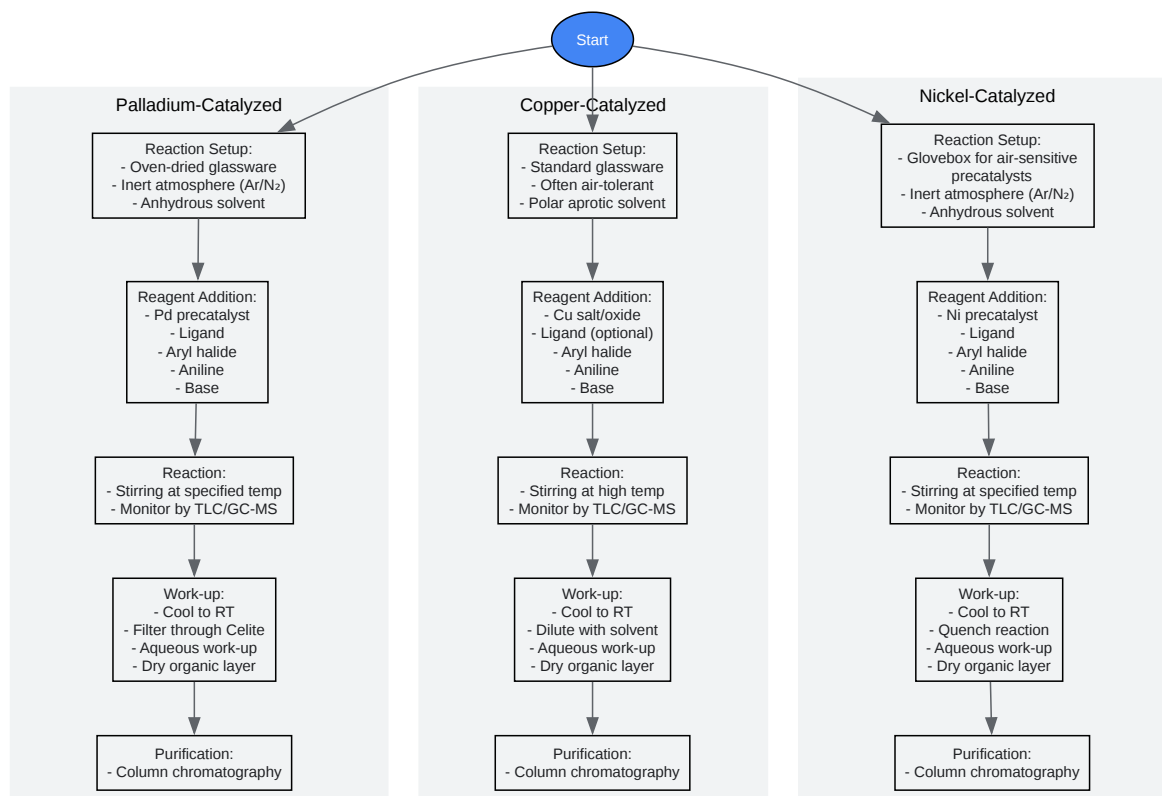 Start
Palladium-Catalyzed
Reaction Setup:
- Oven-dried glassware
- Inert atmosphere (Ar/N₂)
- Anhydrous solvent
Reagent Addition:
- Pd precatalyst
- Ligand
- Aryl halide
- Aniline
- Base
Reaction:
- Stirring at specified temp
- Monitor by TLC/GC-MS
Work-up:
- Cool to RT
- Filter through Celite
- Aqueous work-up
- Dry organic layer
Purification:
- Column chromatography
Copper-Catalyzed
Reaction Setup:
- Standard glassware
- Often air-tolerant
- Polar aprotic solvent
Reagent Addition:
- Cu salt/oxide
- Ligand (optional)
- Aryl halide
- Aniline
- Base
Reaction:
- Stirring at high temp
- Monitor by TLC/GC-MS
Work-up:
- Cool to RT
- Dilute with solvent
- Aqueous work-up
- Dry organic layer
Purification:
- Column chromatography
Nickel-Catalyzed
Reaction Setup:
- Glovebox for air-sensitive
precatalysts
- Inert atmosphere (Ar/N₂)
- Anhydrous solvent
Reagent Addition:
- Ni precatalyst
- Ligand
- Aryl halide
- Aniline
- Base
Reaction:
- Stirring at specified temp
- Monitor by TLC/GC-MS
Work-up:
- Cool to RT
- Quench reaction
- Aqueous work-up
- Dry organic layer
Purification:
- Column chromatography